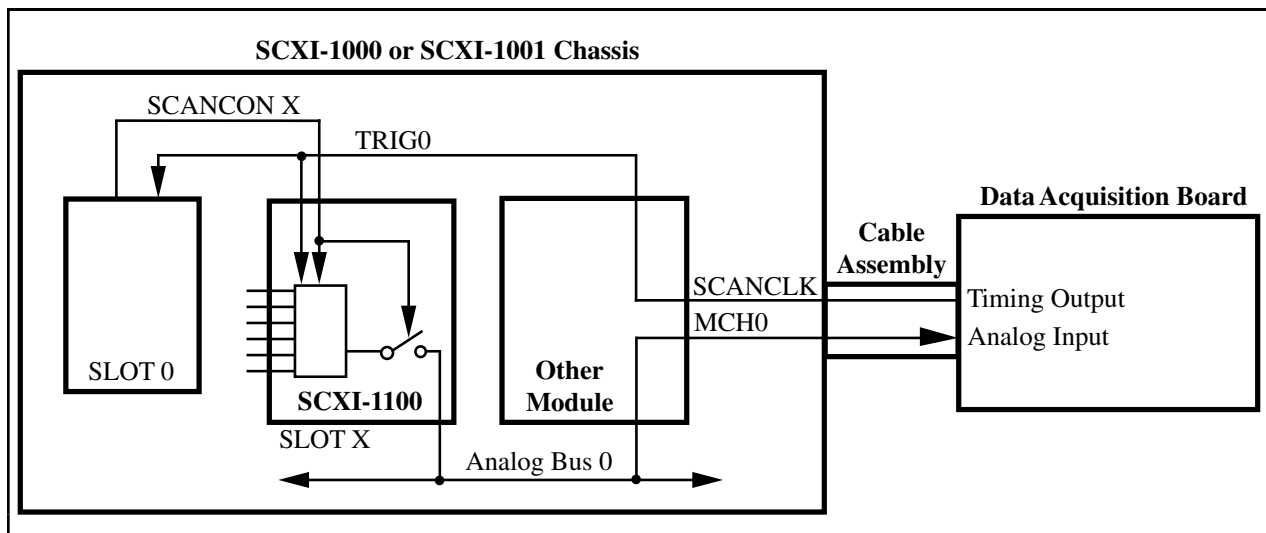 SCXI-1000 or SCXI-1001 Chassis
SCANCON X
TRIG0
Data Acquisition Board
Cable
Assembly
SCANCLK
Timing Output
MCH0
Analog Input
SLOT 0
Other
Module
SCXI-1100
SLOT X
Analog Bus 0